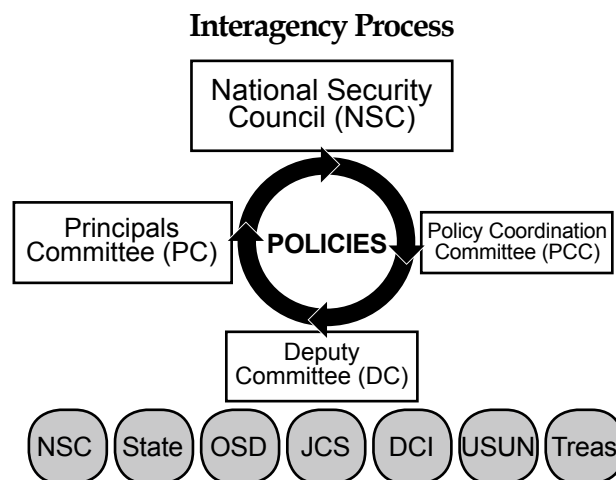 Interagency Process
National Security
Council (NSC)
Principals
Committee (PC)
POLICIES
Policy Coordination
Committee (PCC)
Deputy
Committee (DC)
NSC
State
OSD
JCS
DCI
USUN
Treas